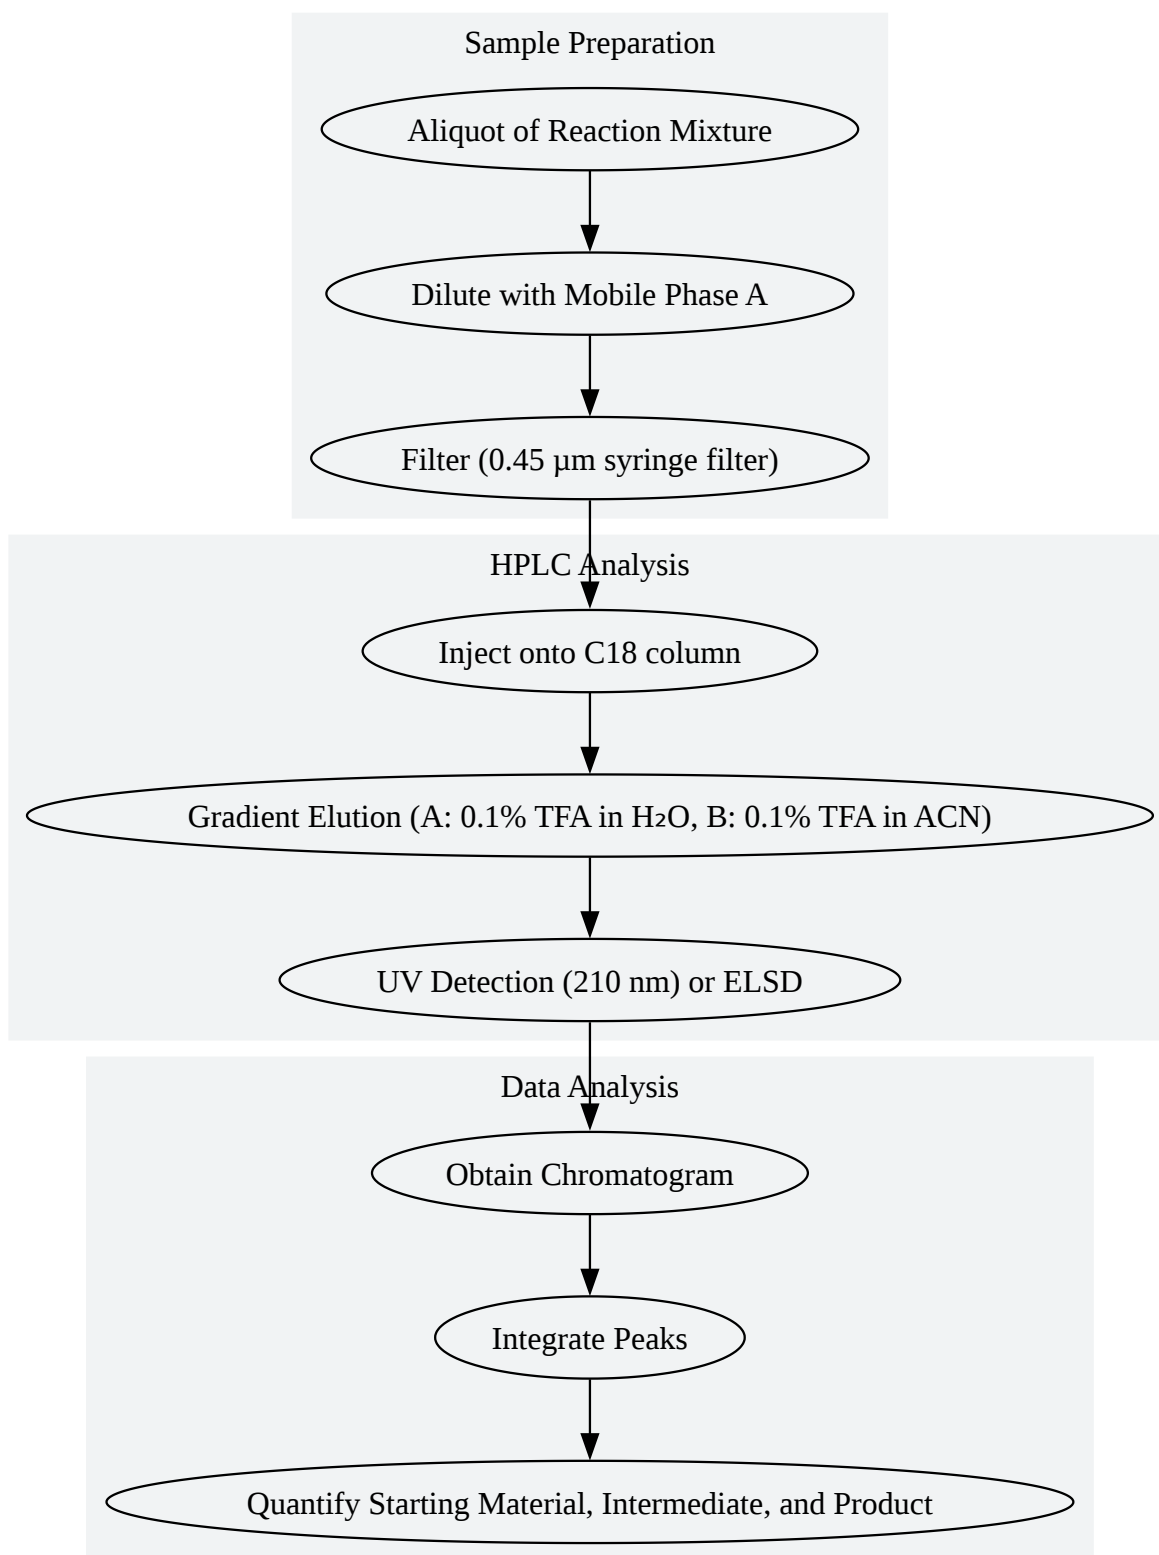 Sample Preparation
Aliquot of Reaction Mixture
Dilute with Mobile Phase A
Filter (0.45 µm syringe filter)
HPLC Analysis
Inject onto C18 column
Gradient Elution (A: 0.1% TFA in H₂O, B: 0.1% TFA in ACN)
UV Detection (210 nm) or ELSD
Data Analysis
Obtain Chromatogram
Integrate Peaks
Quantify Starting Material, Intermediate, and Product